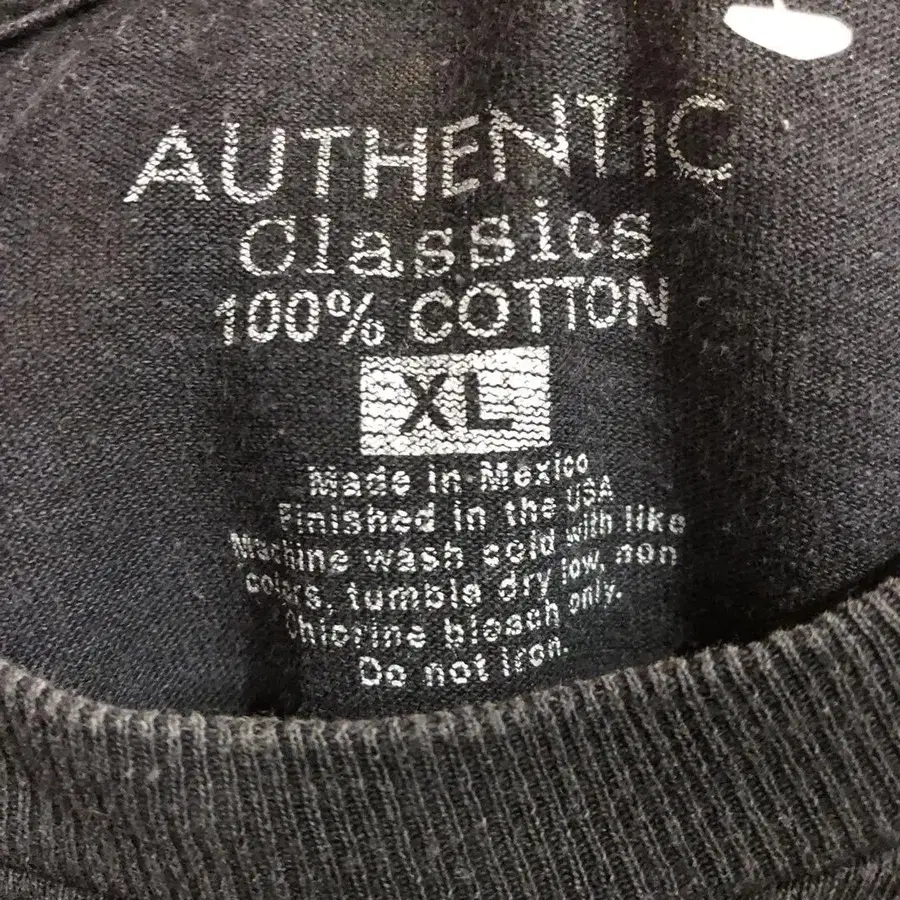 AUTHENTIC
Classics
100% COTTON
XL
Made in Mexico
Finished in the USA
Machine wash cold with like
colors, tumble dry low, non
Chlorine bleach only.
Do not iron.